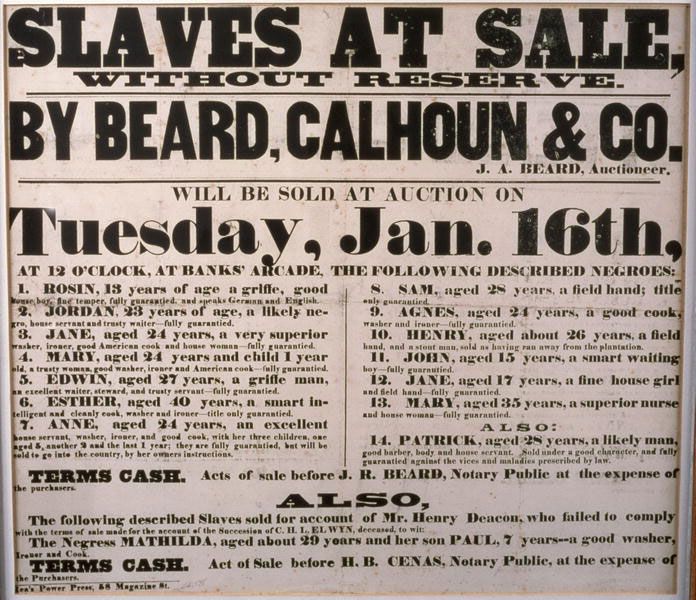 SLAVES AT SALE,
WITHOUT RESERVE.
BY BEARD, CALHOUN & CO.
J. A. BEARD, Auctioneer.
WILL BE SOLD AT AUCTION ON
Tuesday, Jan. 16th,
AT 12 O'CLOCK, AT BANKS' ARCADE, THE FOLLOWING DESCRIBED NEGROES:
1. ROSIN, 13 years of age a griffe, good
house boy, fine temper, fully guarantied, and speaks German and English.
2. JORDAN, 23 years of age, a likely ne-
gro, house servant and trusty waiter—fully guarantied.
3. JANE, aged 24 years, a very superior
washer, ironer, good American cook and house woman—fully guarantied.
4. MARY, aged 24 years and child 1 year
old, a trusty woman, good washer, ironer and American cook—fully guarantied.
5. EDWIN, aged 27 years, a griffe man,
an excellent waiter, steward, and trusty servant—fully guarantied.
6. ESTHER, aged 40 years, a smart in-
telligent and cleanly cook, washer and ironer—title only guarantied.
7. ANNE, aged 24 years, an excellent
house servant, washer, ironer, and good cook, with her three children, one
aged 5, another 2 and the last 1 year; they are fully guarantied, but will be
sold to go into the country, by her owners instructions.
8. SAM, aged 28 years, a field hand; title
only guarantied.
9. AGNES, aged 24 years, a good cook,
washer and ironer—fully guarantied.
10. HENRY, aged about 26 years, a field
hand, and a stout man, sold as having ran away from the plantation.
11. JOHN, aged 15 years, a smart waiting
boy—fully guarantied.
12. JANE, aged 17 years, a fine house girl
and field hand—fully guarantied.
13. MARY, aged 35 years, a superior nurse
and house woman—fully guarantied.
ALSO:
14. PATRICK, aged 28 years, a likely man,
good barber, body and house servant. Sold under a good character, and fully
guarantied against the vices and maladies prescribed by law.
TERMS CASH. Acts of sale before J. R. BEARD, Notary Public at the expense of
the purchasers.
ALSO,
The following described Slaves sold for account of Mr. Henry Deacon, who failed to comply
with the terms of sale made for the account of the Succession of C. H. L. ELWYN, deceased, to wit:
The Negress MATHILDA, aged about 29 years and her son PAUL, 7 years--a good washer,
Ironer and Cook.
TERMS CASH. Act of Sale before H. B. CENAS, Notary Public, at the expense of
the Purchasers.
Lea's Power Press, 58 Magazine St.